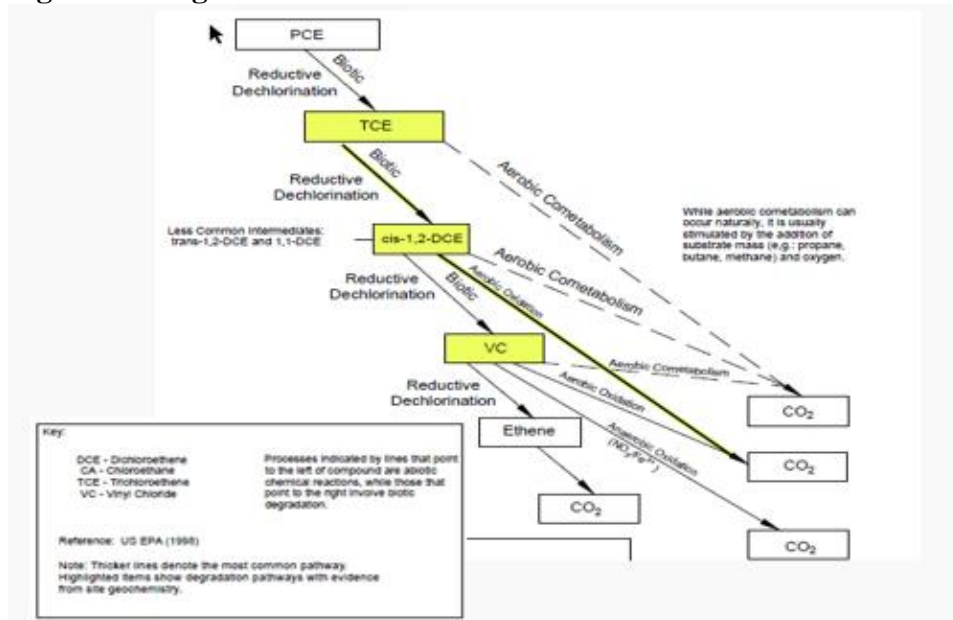 PCE
Biotic
Reductive
Dechlorination
TCE
Biotic
Reductive
Dechlorination
Aerobic Cometabolism
While aerobic cometabolism can
occur naturally, it is usually
stimulated by the addition of
substrate mass (e,g.: propane,
butane, methane) and oxygen.
Less Common Intermediates:
trans-1,2-DCE and 1,1-DCE
cis-1,2-DCE
Aerobic Cometabolism
Aerobic Oxidation
Reductive
Dechlorination
Biotic
VC
Aerobic Cometabolism
Aerobic Oxidation
Reductive
Dechlorination
Anaerobic Oxidation
CO₂
Ethene
CO₂
CO₂
CO₂
Key:
DCE - Dichloroethene
CA - Chloroethane
TCE - Trichloroethene
VC - Vinyl Chloride
Processes indicated by lines that point
to the left of compound are abiotic
chemical reactions, while those that
point to the right involve biotic
degradation.
Reference: US EPA (1998)
Note: Thicker lines denote the most common pathway.
Highlighted items show degradation pathways with evidence
from site geochemistry.